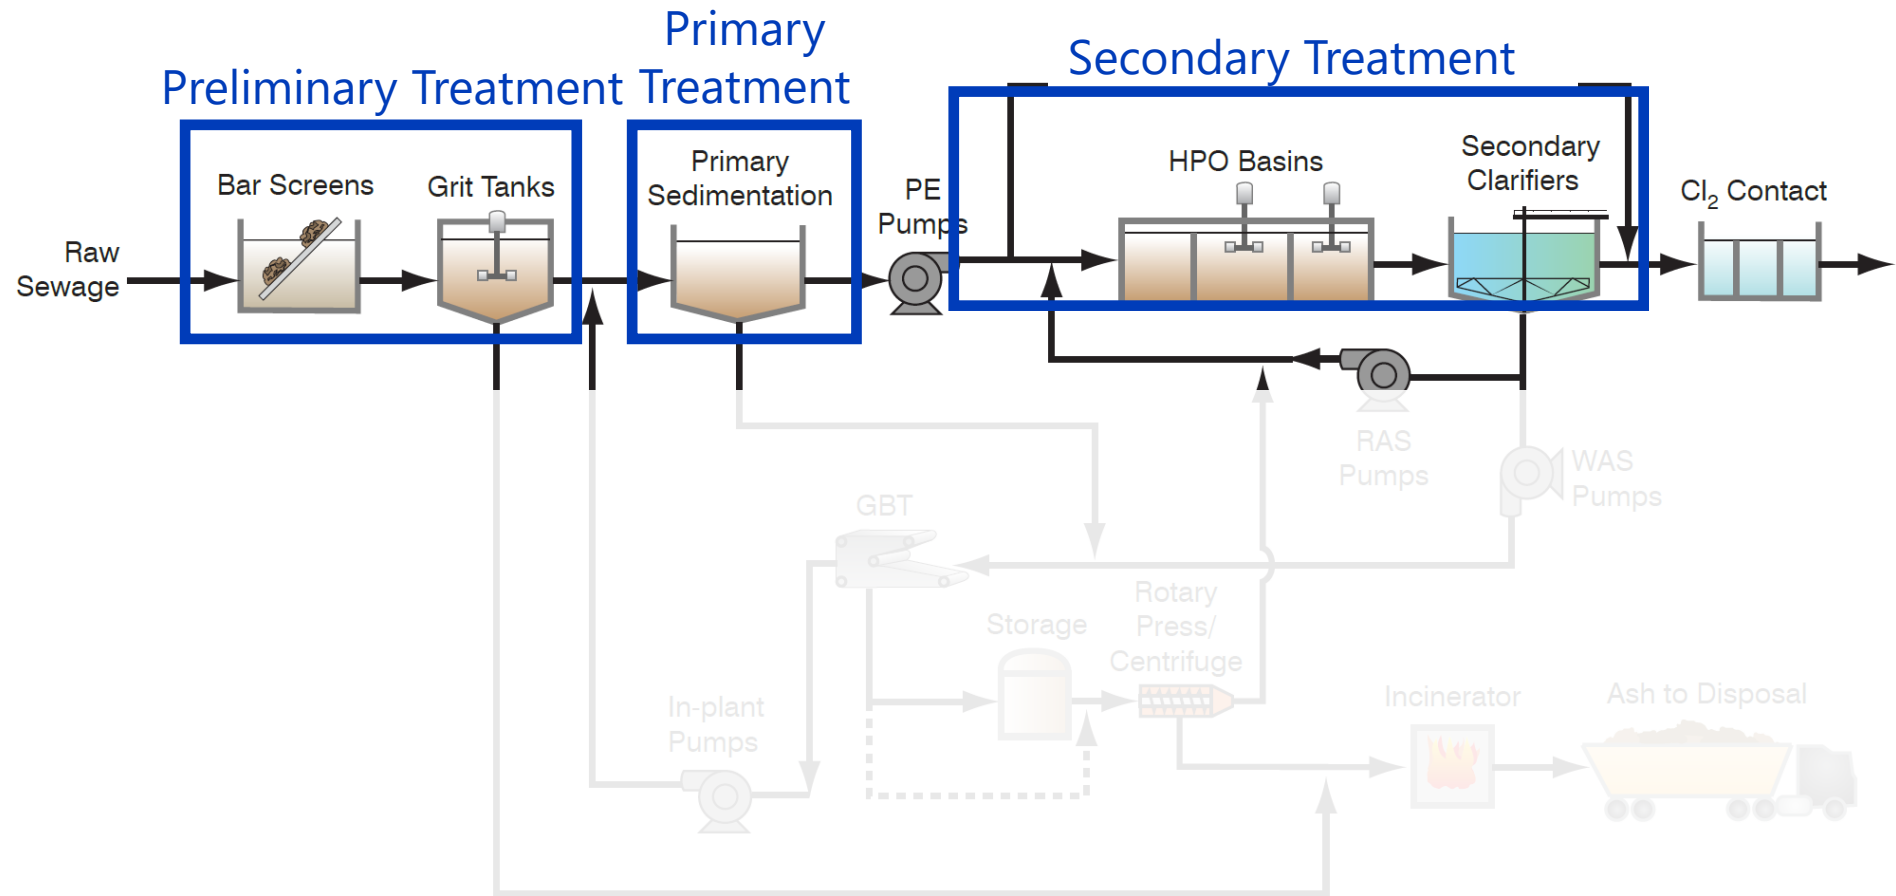 Primary
Treatment
Preliminary Treatment
Secondary Treatment
Bar Screens
Grit Tanks
Primary
Sedimentation
PE
Pumps
HPO Basins
Secondary
Clarifiers
Cl₂ Contact
Raw
Sewage
RAS
Pumps
WAS
Pumps
GBT
Storage
Rotary
Press/
Centrifuge
In-plant
Pumps
Incinerator
Ash to Disposal